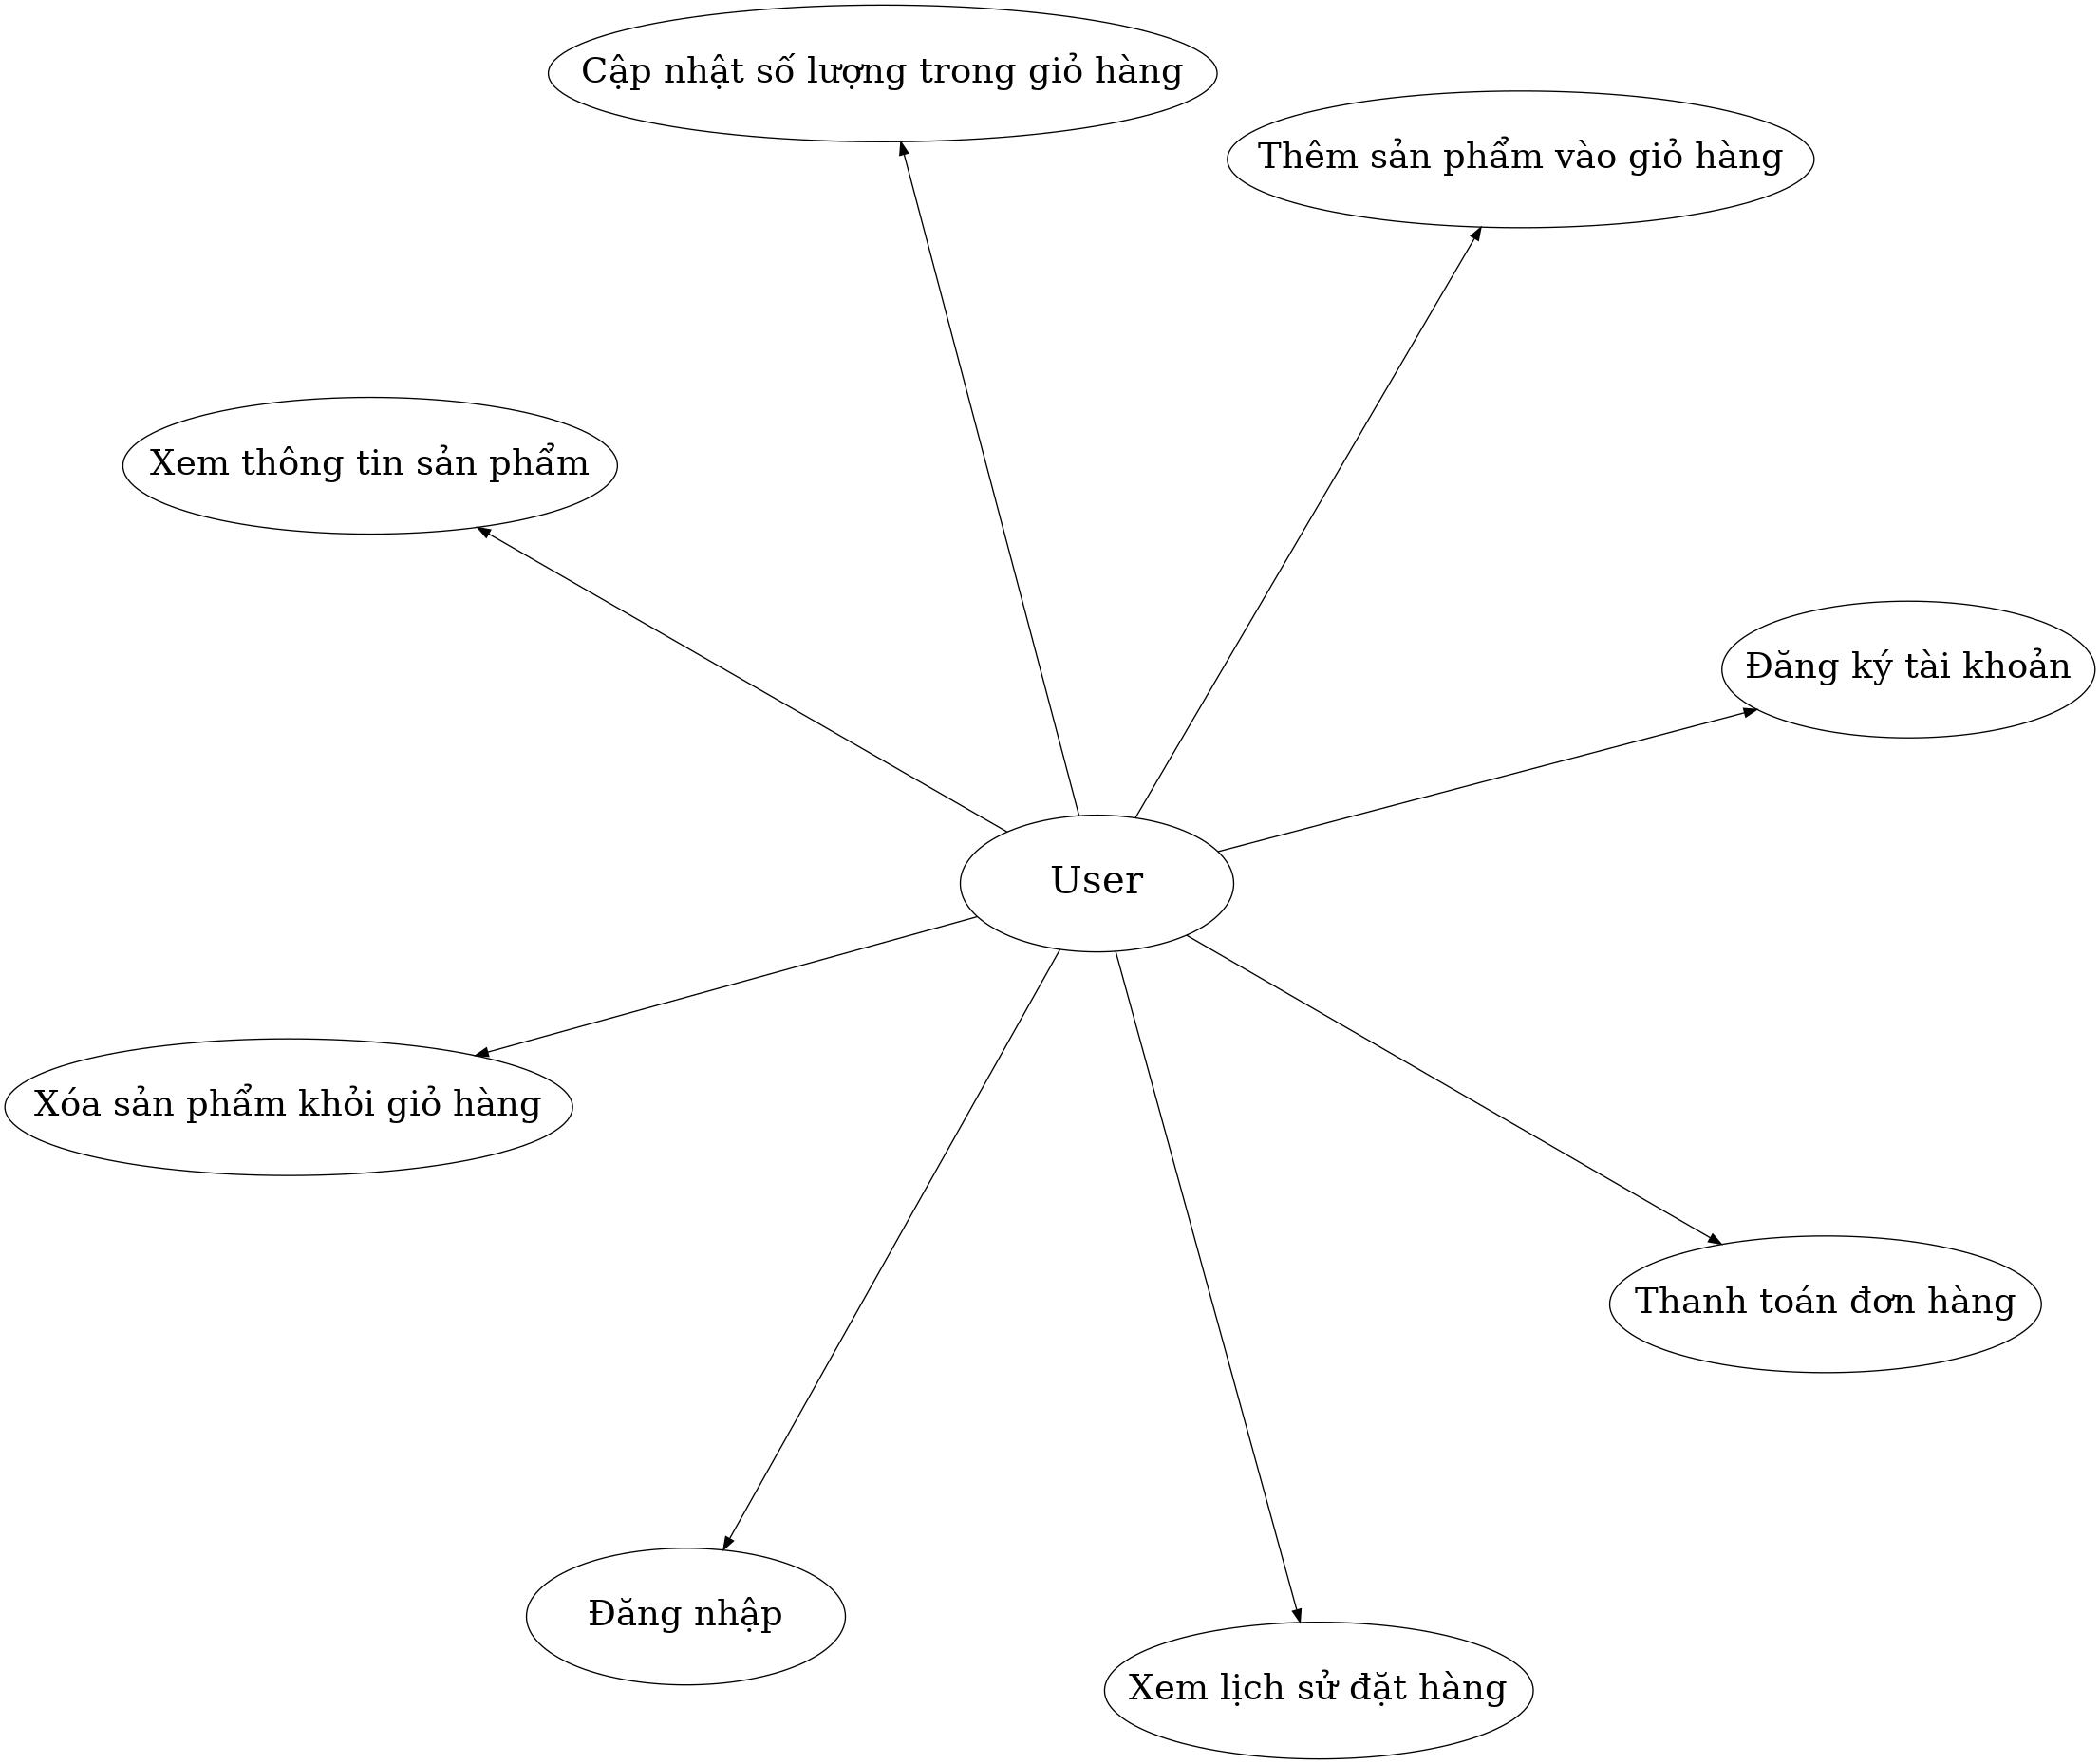 Cập nhật số lượng trong giỏ hàng
Thêm sản phẩm vào giỏ hàng
Xem thông tin sản phẩm
Đăng ký tài khoản
User
Xóa sản phẩm khỏi giỏ hàng
Thanh toán đơn hàng
Đăng nhập
Xem lịch sử đặt hàng